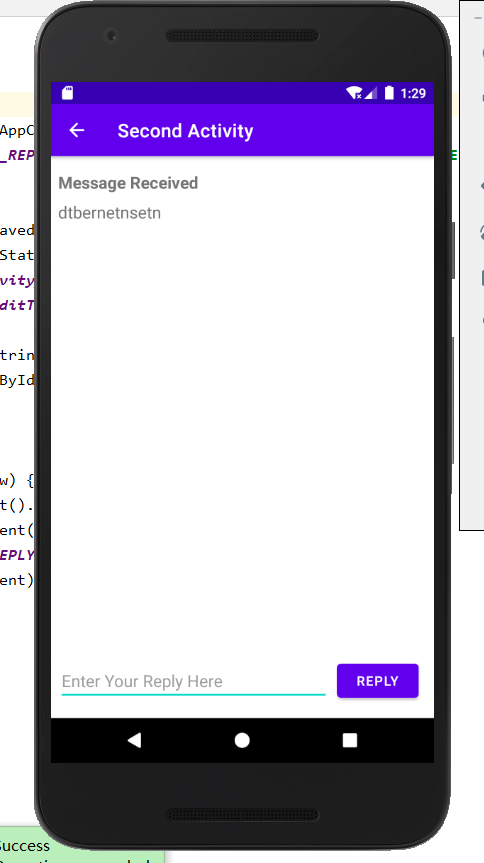 1:29
Second Activity
Message Received
dtbernetnsetn
Enter Your Reply Here
REPLY
AppC
_REP
E
aved
Stat
vity
ditT
trin
ById
w) {
t().
ent(
EPLY
ent)
Success